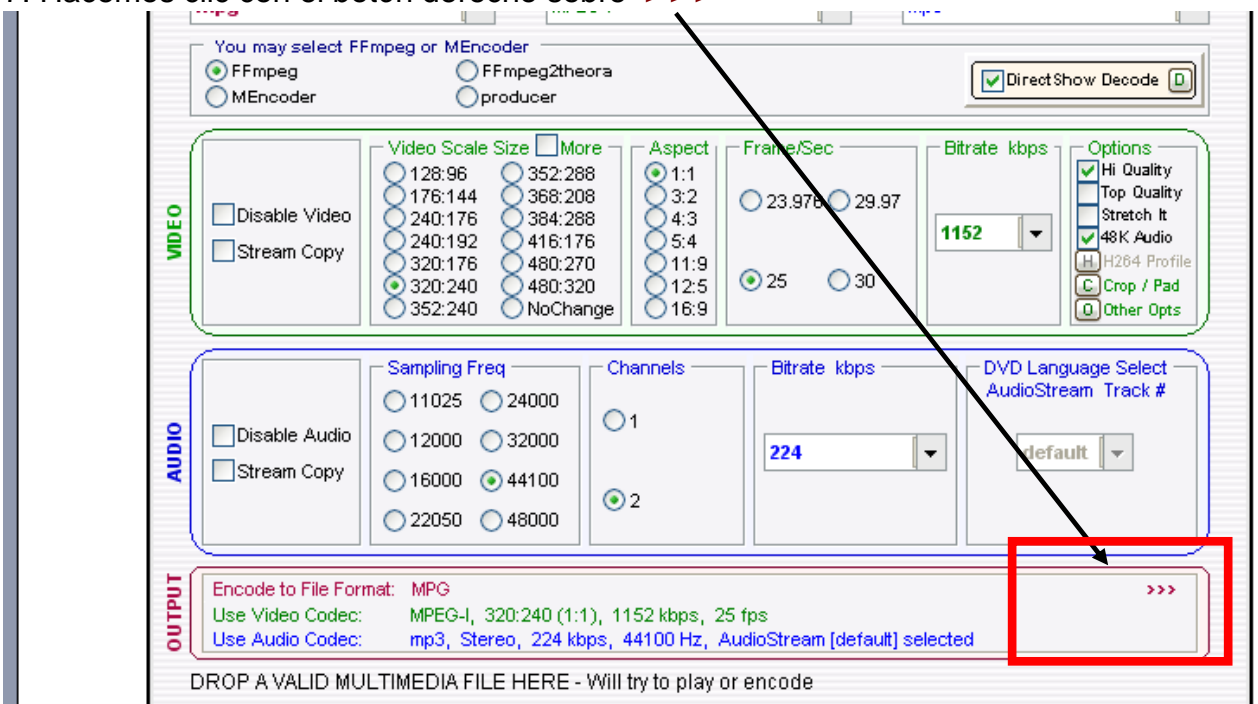 Hacemos clic con el botón derecho sobre >>>
mpg
You may select FFmpeg or MEncoder
FFmpeg FFmpeg2theora
MEncoder producer
DirectShow Decode D
VIDEO
Disable Video
Stream Copy
Video Scale Size More
128:96 352:288
176:144 368:208
240:176 384:288
240:192 416:176
320:176 480:270
320:240 480:320
352:240 NoChange
Aspect
1:1
3:2
4:3
5:4
11:9
12:5
16:9
Frame/Sec
23.976 29.97
25 30
Bitrate kbps
1152
Options
Hi Quality
Top Quality
Stretch It
48K Audio
H H264 Profile
C Crop / Pad
O Other Opts
AUDIO
Disable Audio
Stream Copy
Sampling Freq
11025 24000
12000 32000
16000 44100
22050 48000
Channels
1
2
Bitrate kbps
224
DVD Language Select
AudioStream Track #
default
OUTPUT
Encode to File Format: MPG >>>
Use Video Codec: MPEG-I, 320:240 (1:1), 1152 kbps, 25 fps
Use Audio Codec: mp3, Stereo, 224 kbps, 44100 Hz, AudioStream [default] selected
DROP A VALID MULTIMEDIA FILE HERE - Will try to play or encode